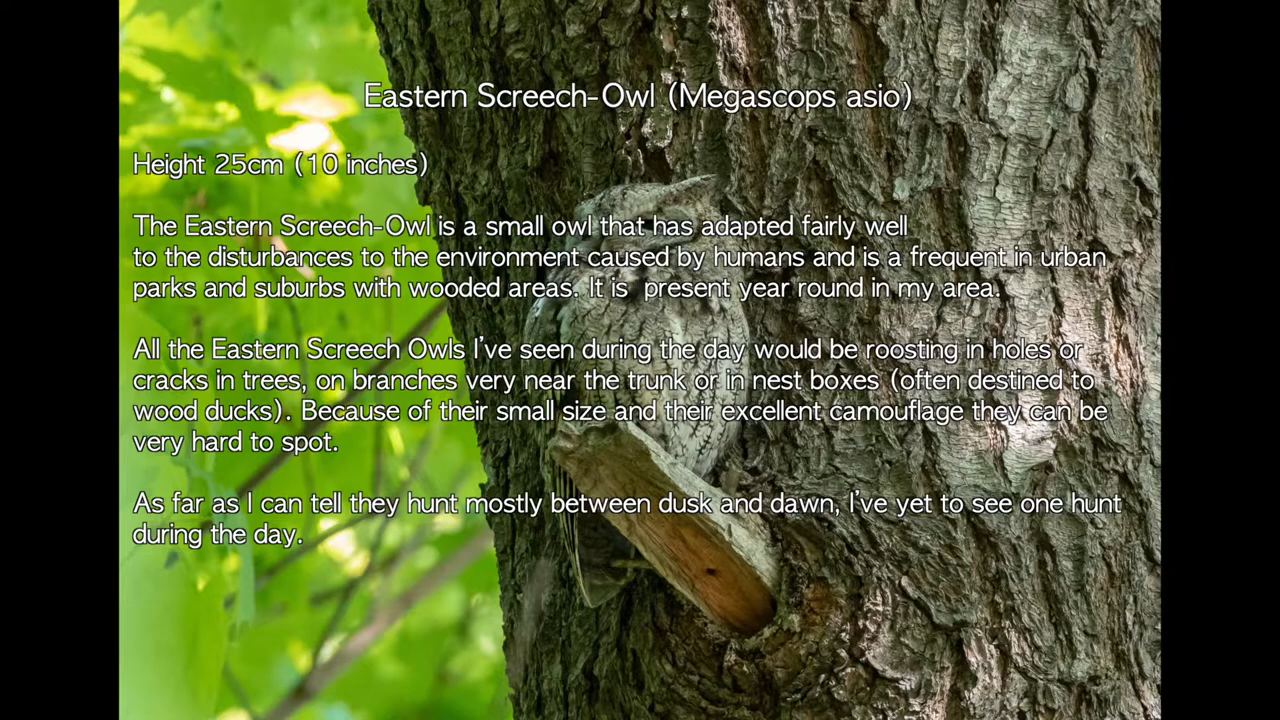 Eastern Screech-Owl (Megascops asio)
Height 25cm (10 inches)
The Eastern Screech-Owl is a small owl that has adapted fairly well
to the disturbances to the environment caused by humans and is a frequent in urban
parks and suburbs with wooded areas. It is  present year round in my area.
All the Eastern Screech Owls I've seen during the day would be roosting in holes or
cracks in trees, on branches very near the trunk or in nest boxes (often destined to
wood ducks). Because of their small size and their excellent camouflage they can be
very hard to spot.
As far as I can tell they hunt mostly between dusk and dawn, I've yet to see one hunt
during the day.